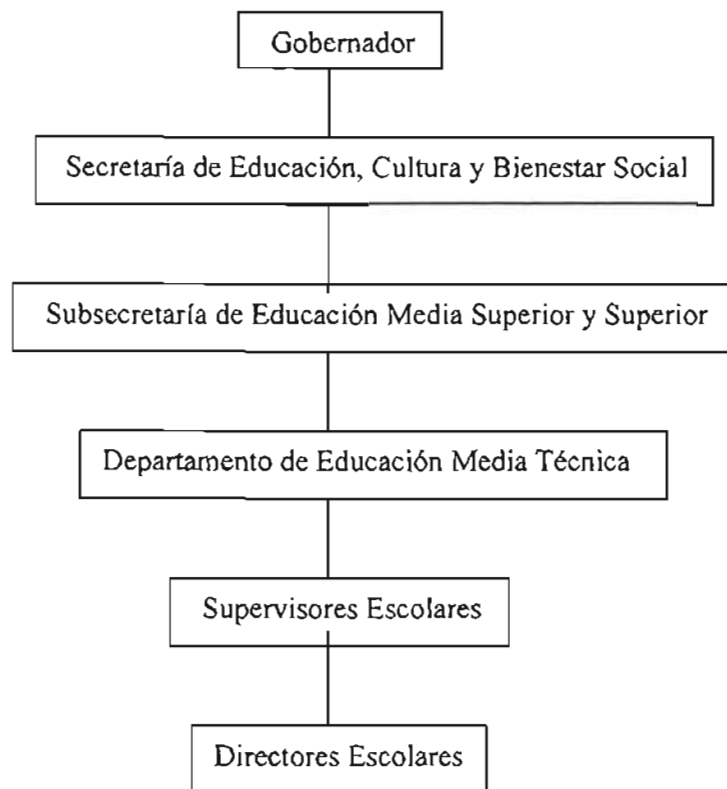 Gobernador
Secretaría de Educación, Cultura y Bienestar Social
Subsecretaría de Educación Media Superior y Superior
Departamento de Educación Media Técnica
Supervisores Escolares
Directores Escolares